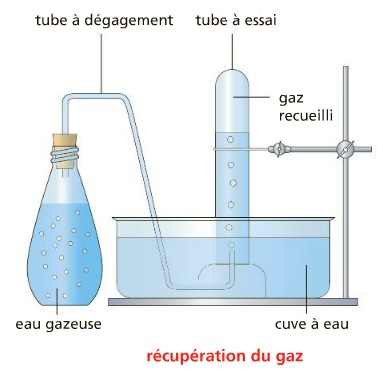 tube à dégagement
tube à essai
gaz
recueilli
eau gazeuse
cuve à eau
récupération du gaz